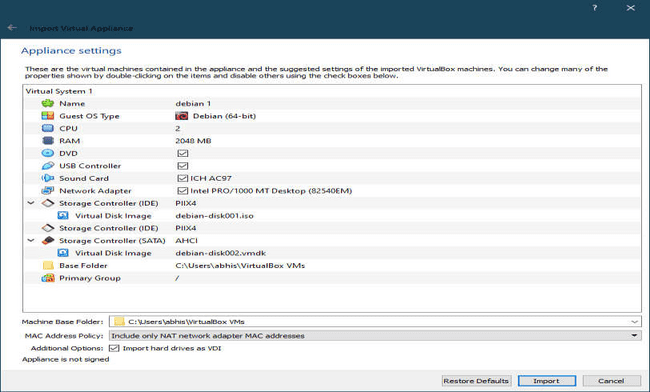 ?
Import Virtual Appliance
Appliance settings
These are the virtual machines contained in the appliance and the suggested settings of the imported VirtualBox machines. You can change many of the
properties shown by double-clicking on the items and disable others using the check boxes below.
Virtual System 1
Name debian 1
Guest OS Type Debian (64-bit)
CPU 2
RAM 2048 MB
DVD
USB Controller
Sound Card ICH AC97
Network Adapter Intel PRO/1000 MT Desktop (82540EM)
Storage Controller (IDE) PIIX4
Virtual Disk Image debian-disk001.iso
Storage Controller (IDE) PIIX4
Storage Controller (SATA) AHCI
Virtual Disk Image debian-disk002.vmdk
Base Folder C:\Users\abhis\VirtualBox VMs
Primary Group /
Machine Base Folder: C:\Users\abhis\VirtualBox VMs
MAC Address Policy: Include only NAT network adapter MAC addresses
Additional Options: Import hard drives as VDI
Appliance is not signed
Restore Defaults Import Cancel